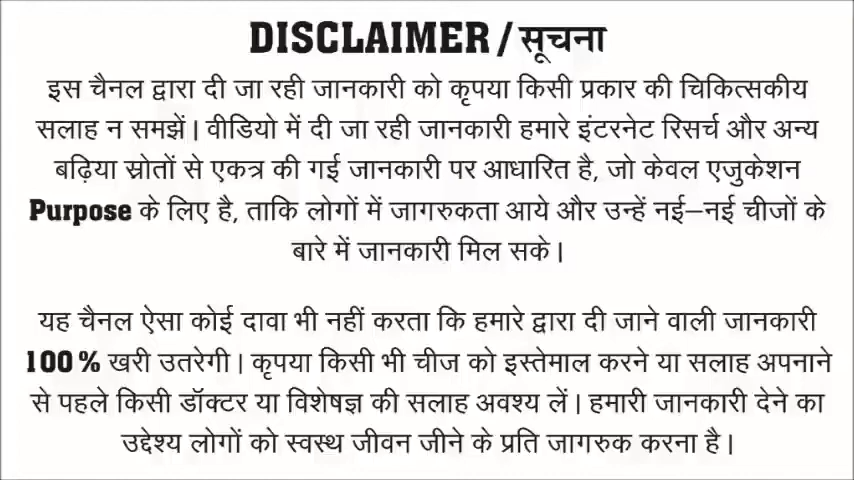 DISCLAIMER / सूचना
इस चैनल द्वारा दी जा रही जानकारी को कृपया किसी प्रकार की चिकित्सकीय
सलाह न समझें। वीडियो में दी जा रही जानकारी हमारे इंटरनेट रिसर्च और अन्य
बढ़िया स्रोतों से एकत्र की गई जानकारी पर आधारित है, जो केवल एजुकेशन
Purpose के लिए है, ताकि लोगों में जागरुकता आये और उन्हें नई–नई चीजों के
बारे में जानकारी मिल सके।
यह चैनल ऐसा कोई दावा भी नहीं करता कि हमारे द्वारा दी जाने वाली जानकारी
100% खरी उतरेगी। कृपया किसी भी चीज को इस्तेमाल करने या सलाह अपनाने
से पहले किसी डॉक्टर या विशेषज्ञ की सलाह अवश्य लें। हमारी जानकारी देने का
उद्देश्य लोगों को स्वस्थ जीवन जीने के प्रति जागरुक करना है।